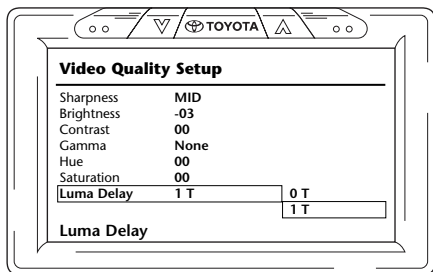 TOYOTA
Video Quality Setup
Sharpness MID
Brightness -03
Contrast 00
Gamma None
Hue 00
Saturation 00
Luma Delay 1 T 0 T
1 T
Luma Delay